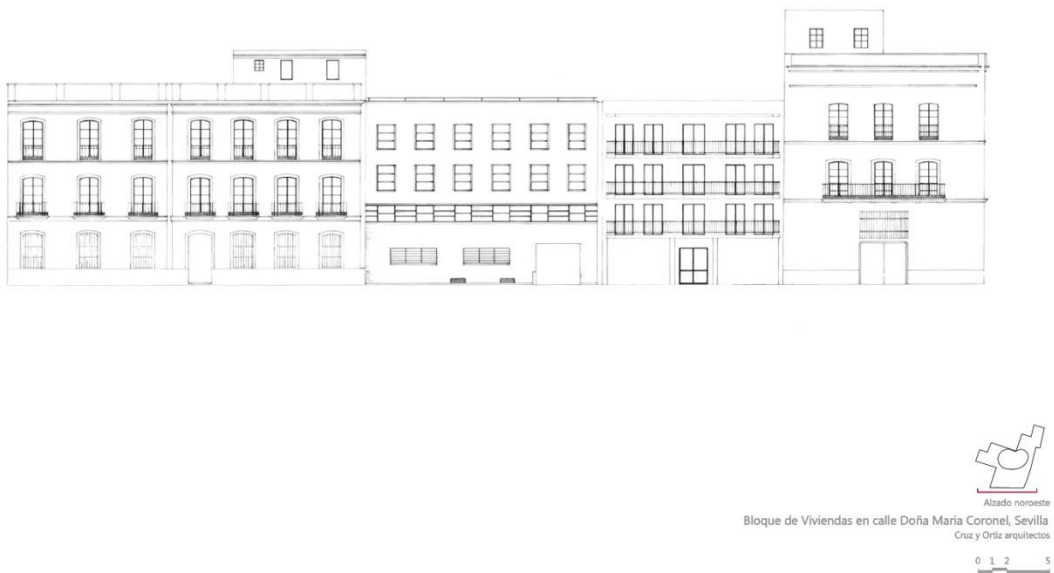 Alzado noroeste
Bloque de Viviendas en calle Doña Maria Coronel, Sevilla
Cruz y Ortiz arquitectos
0 1 2 5